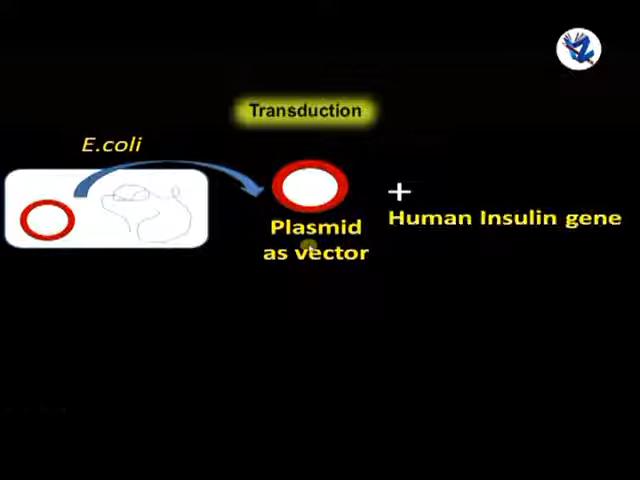 Transduction
E.coli
Plasmid
as vector
+
Human Insulin gene